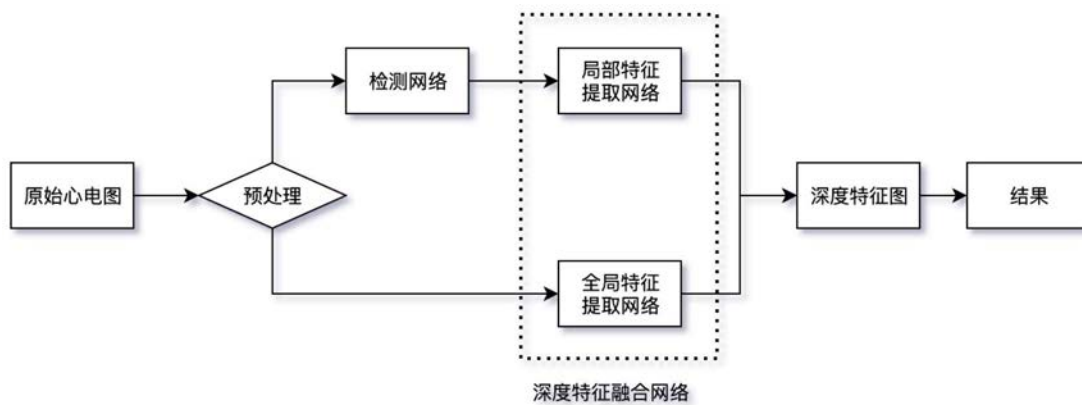 检测网络
局部特征
提取网络
原始心电图
预处理
深度特征图
结果
全局特征
提取网络
深度特征融合网络